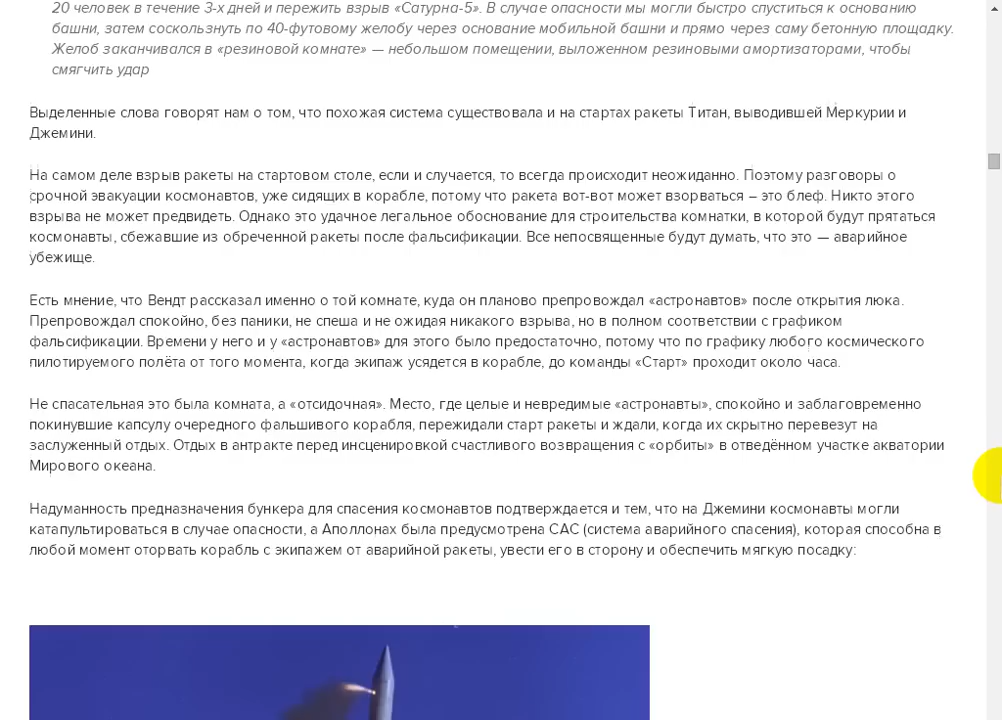 20 человек в течение 3-х дней и пережить взрыв «Сатурна-5». В случае опасности мы могли быстро спуститься к основанию
башни, затем соскользнуть по 40-футовому желобу через основание мобильной башни и прямо через саму бетонную площадку.
Желоб заканчивался в «резиновой комнате» — небольшом помещении, выложенном резиновыми амортизаторами, чтобы
смягчить удар
Выделенные слова говорят нам о том, что похожая система существовала и на стартах ракеты Титан, выводившей Меркурии и
Джемини.
На самом деле взрыв ракеты на стартовом столе, если и случается, то всегда происходит неожиданно. Поэтому разговоры о
срочной эвакуации космонавтов, уже сидящих в корабле, потому что ракета вот-вот может взорваться – это блеф. Никто этого
взрыва не может предвидеть. Однако это удачное легальное обоснование для строительства комнатки, в которой будут прятаться
космонавты, сбежавшие из обреченной ракеты после фальсификации. Все непосвященные будут думать, что это — аварийное
убежище.
Есть мнение, что Вендт рассказал именно о той комнате, куда он планово препровождал «астронавтов» после открытия люка.
Препровождал спокойно, без паники, не спеша и не ожидая никакого взрыва, но в полном соответствии с графиком
фальсификации. Времени у него и у «астронавтов» для этого было предостаточно, потому что по графику любого космического
пилотируемого полёта от того момента, когда экипаж усядется в корабле, до команды «Старт» проходит около часа.
Не спасательная это была комната, а «отсидочная». Место, где целые и невредимые «астронавты», спокойно и заблаговременно
покинувшие капсулу очередного фальшивого корабля, пережидали старт ракеты и ждали, когда их скрытно перевезут на
заслуженный отдых. Отдых в антракте перед инсценировкой счастливого возвращения с «орбиты» в отведённом участке акватории
Мирового океана.
Надуманность предназначения бункера для спасения космонавтов подтверждается и тем, что на Джемини космонавты могли
катапультироваться в случае опасности, а Аполлонах была предусмотрена САС (система аварийного спасения), которая способна в
любой момент оторвать корабль с экипажем от аварийной ракеты, увести его в сторону и обеспечить мягкую посадку: